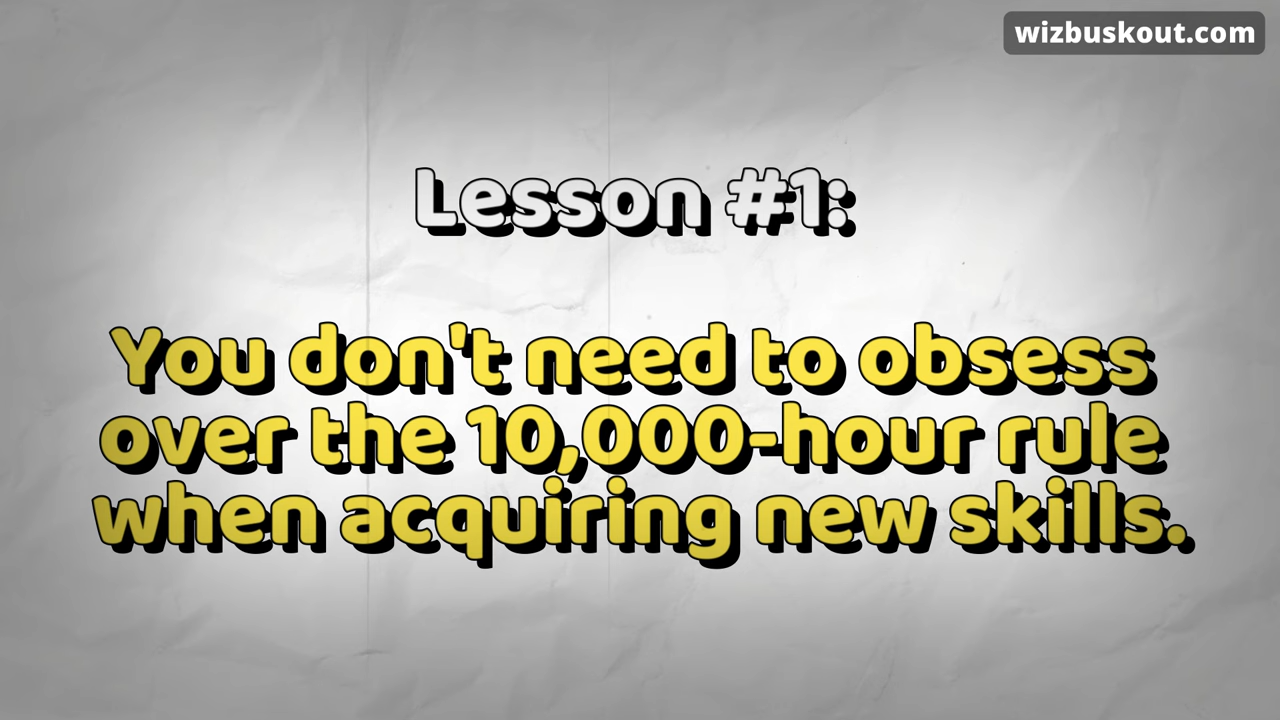 wizbuskout.com
Lesson #1:
You don't need to obsess
over the 10,000-hour rule
when acquiring new skills.